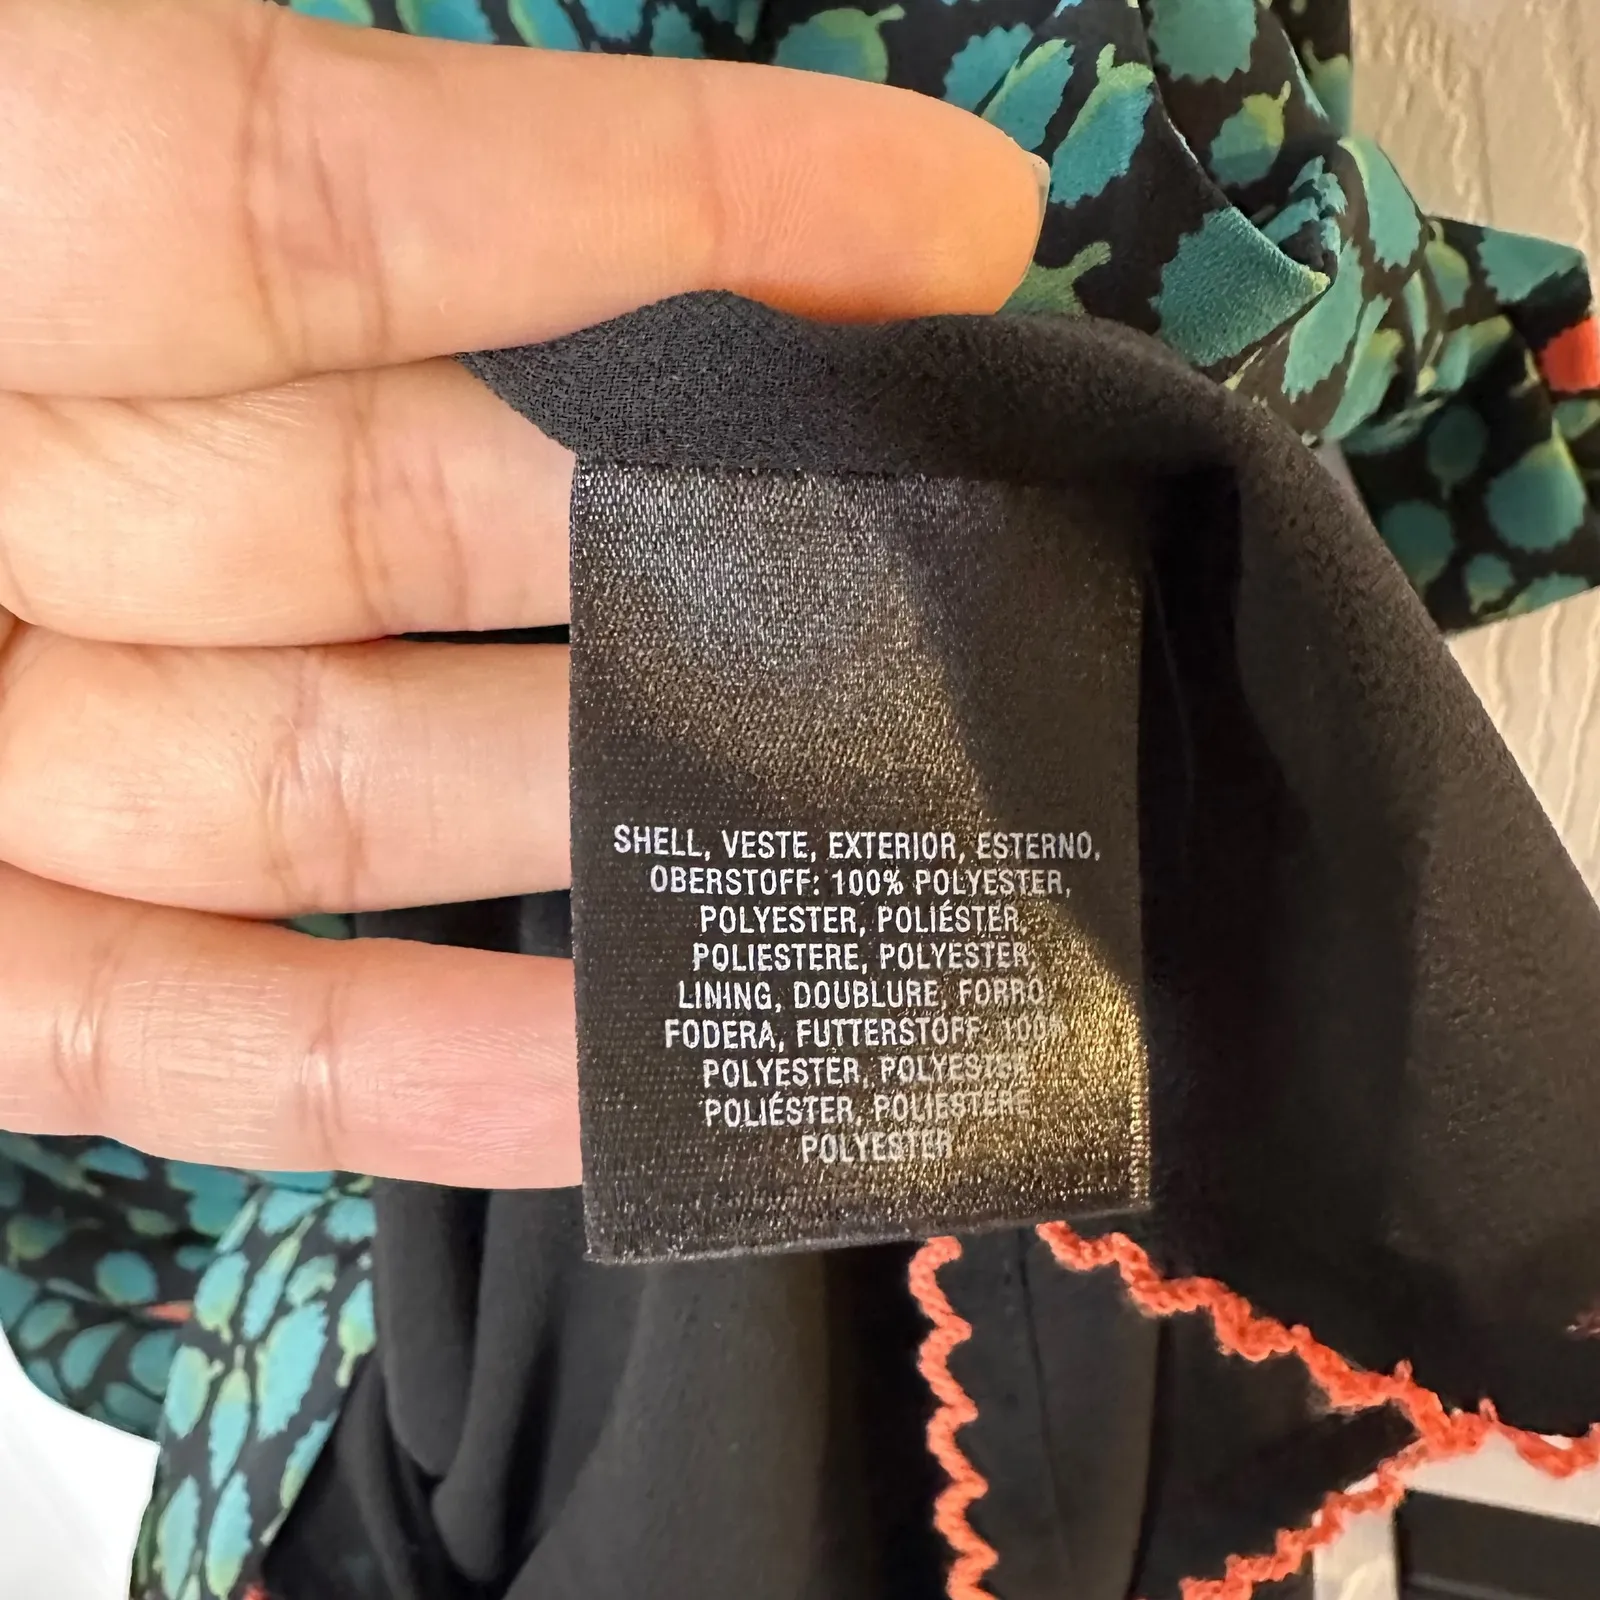 SHELL, VESTE, EXTERIOR, ESTERNO,
OBERSTOFF: 100% POLYESTER,
POLYESTER, POLIÉSTER,
POLIESTERE, POLYESTER
LINING, DOUBLURE, FORRO,
FODERA, FUTTERSTOFF: 100%
POLYESTER, POLYESTER
POLIÉSTER, POLIESTERE
POLYESTER